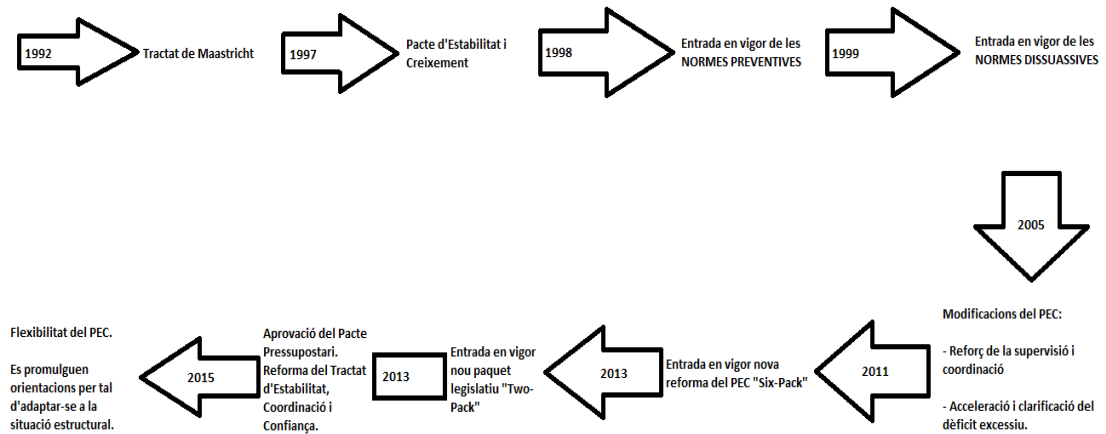 1992
Tractat de Maastricht
1997
Pacte d'Estabilitat i
Creixement
1998
Entrada en vigor de les
NORMES PREVENTIVES
1999
Entrada en vigor de les
NORMES DISSUASSIVES
2005
Modificacions del PEC:
- Reforç de la supervisió i
coordinació
- Acceleració i clarificació del
dèficit excessiu.
2011
Entrada en vigor nova
reforma del PEC "Six-Pack"
2013
Entrada en vigor
nou paquet
legislatiu "Two-
Pack"
2013
Aprovació del Pacte
Pressupostari.
Reforma del Tractat
d'Estabilitat,
Coordinació i
Confiança.
2015
Flexibilitat del PEC.
Es promulguen
orientacions per tal
d'adaptar-se a la
situació estructural.